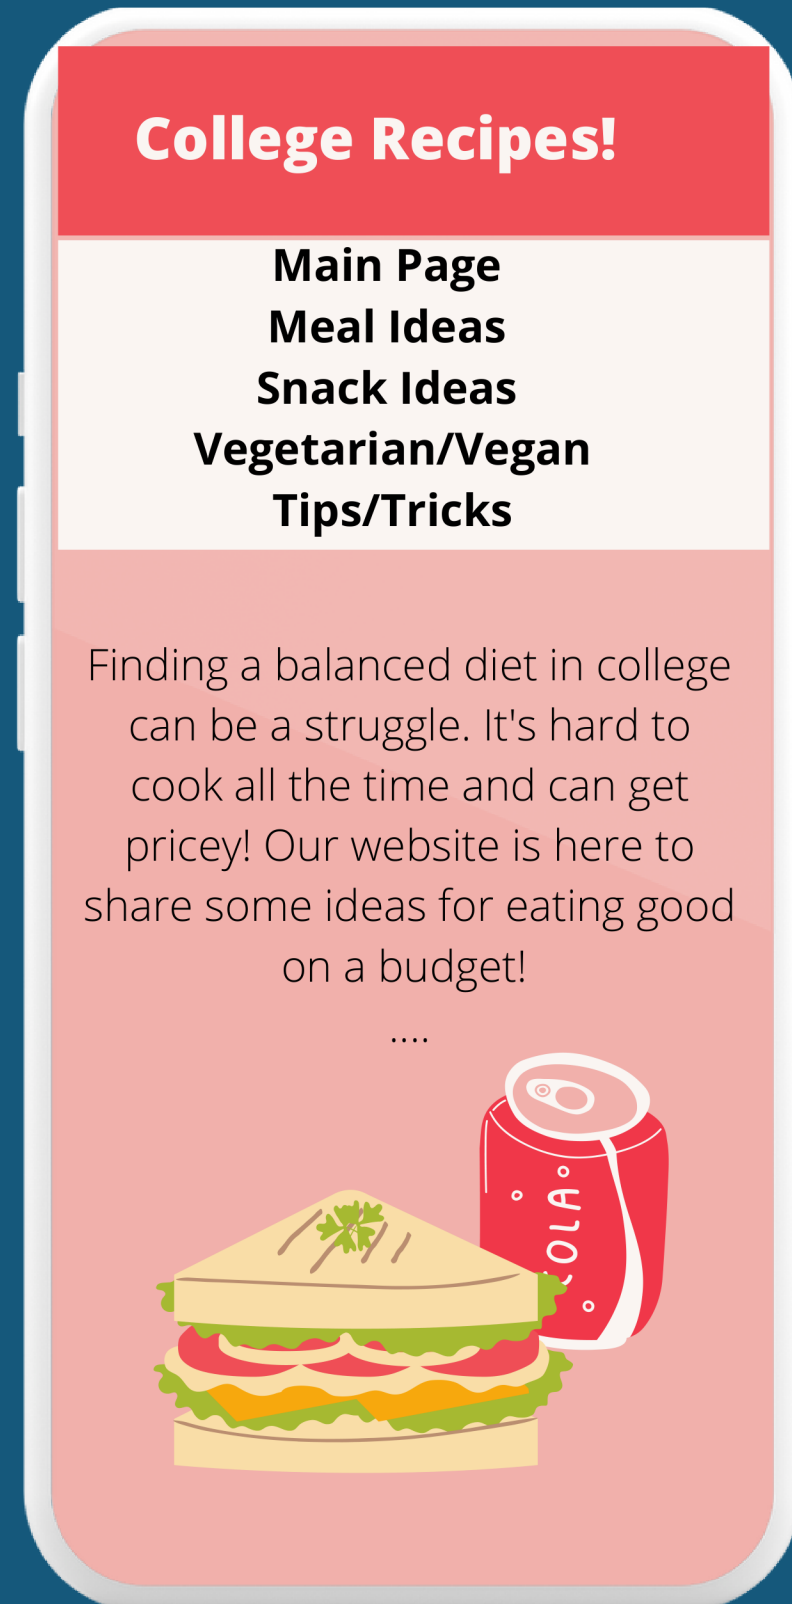 College Recipes!
Main Page
Meal Ideas
Snack Ideas
Vegetarian/Vegan
Tips/Tricks
Finding a balanced diet in college
can be a struggle. It's hard to
cook all the time and can get
pricey! Our website is here to
share some ideas for eating good
on a budget!
....
COLA